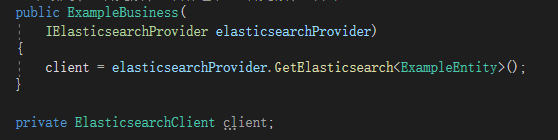 public ExampleBusiness(
IElasticsearchProvider elasticsearchProvider)
{
client = elasticsearchProvider.GetElasticsearch<ExampleEntity>();
}
private ElasticsearchClient client;